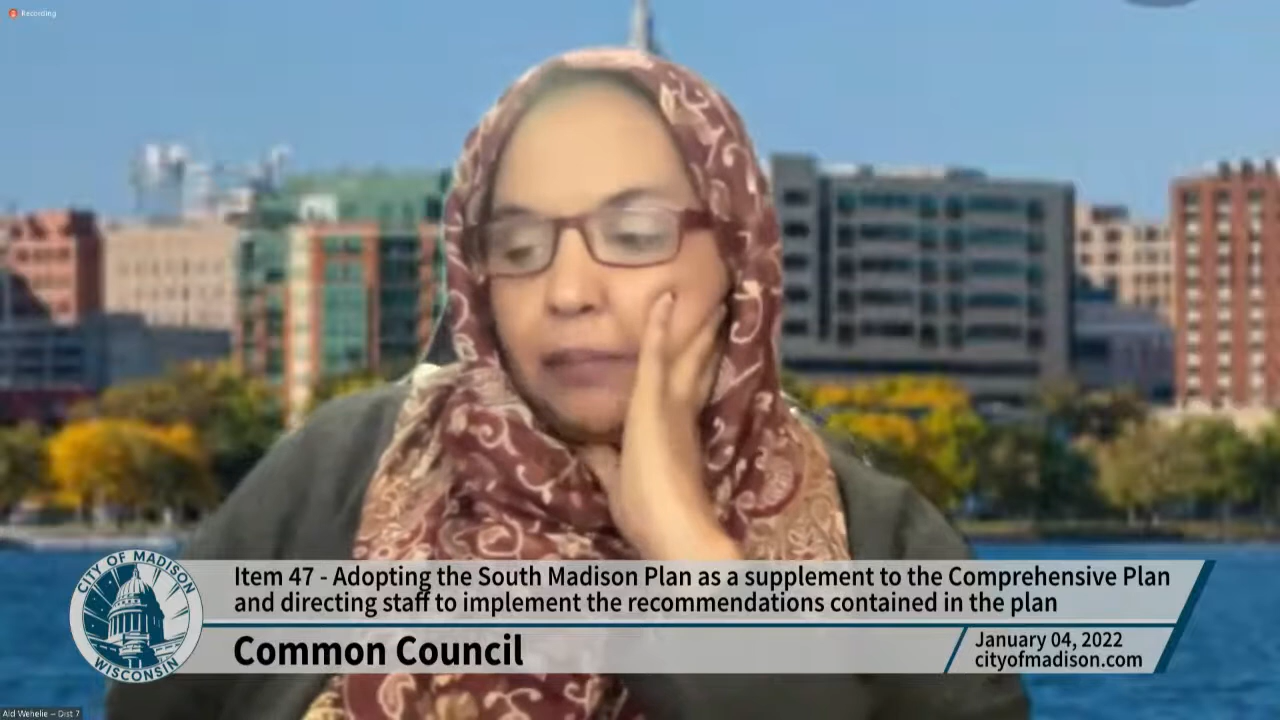 Recording
CITY OF MADISON
WISCONSIN
Item 47 - Adopting the South Madison Plan as a supplement to the Comprehensive Plan
and directing staff to implement the recommendations contained in the plan
Common Council
January 04, 2022
cityofmadison.com
Ald Wehelie – Dist 7